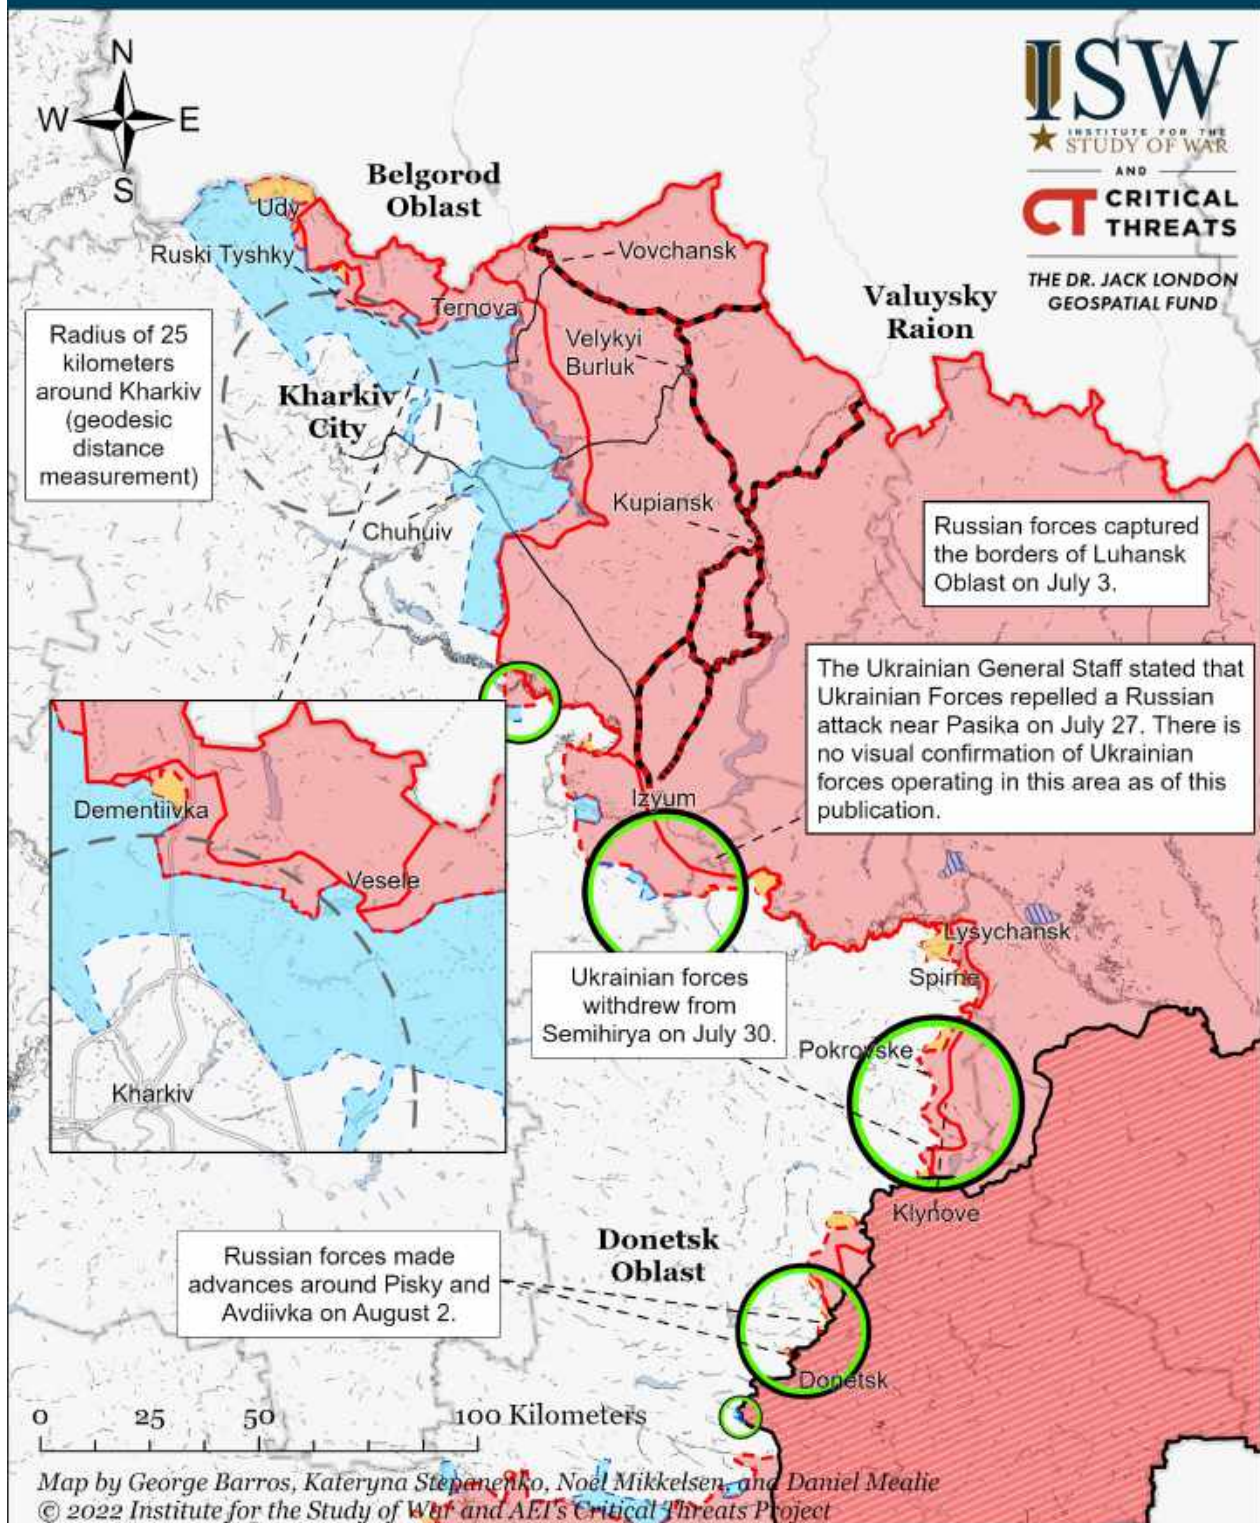 N
W
E
S
ISW
INSTITUTE FOR THE
STUDY OF WAR
AND
CT CRITICAL
THREATS
THE DR. JACK LONDON
GEOSPATIAL FUND
Belgorod
Oblast
Udy
Ruski Tyshky
Vovchansk
Ternova
Valuysky
Raion
Radius of 25
kilometers
around Kharkiv
(geodesic
distance
measurement)
Velykyi
Burluk
Kharkiv
City
Kupiansk
Chuhuiv
Russian forces captured
the borders of Luhansk
Oblast on July 3.
The Ukrainian General Staff stated that
Ukrainian Forces repelled a Russian
attack near Pasika on July 27. There is
no visual confirmation of Ukrainian
forces operating in this area as of this
publication.
Izyum
Dementiivka
Vesele
Kharkiv
Lysychansk
Spirne
Ukrainian forces
withdrew from
Semihirya on July 30.
Pokrovske
Klynove
Donetsk
Oblast
Russian forces made
advances around Pisky and
Avdiivka on August 2.
Donetsk
0 25 50 100 Kilometers
Map by George Barros, Kateryna Stepanenko, Noel Mikkelsen, and Daniel Mealie
© 2022 Institute for the Study of War and AEI's Critical Threats Project